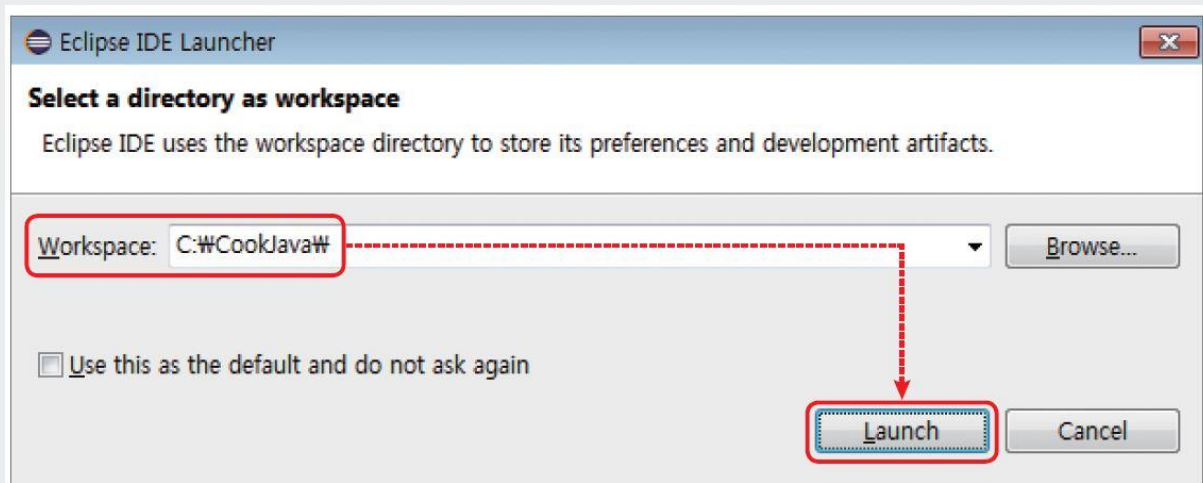 Eclipse IDE Launcher
Select a directory as workspace
Eclipse IDE uses the workspace directory to store its preferences and development artifacts.
Workspace: C:₩CookJava₩ Browse...
Use this as the default and do not ask again
Launch Cancel